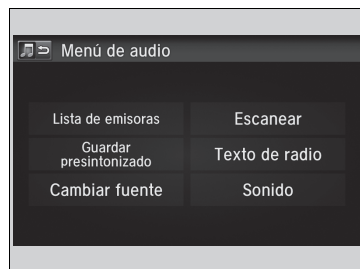 Menú de audio
Lista de emisoras
Escanear
Guardar
presintonizado
Texto de radio
Cambiar fuente
Sonido